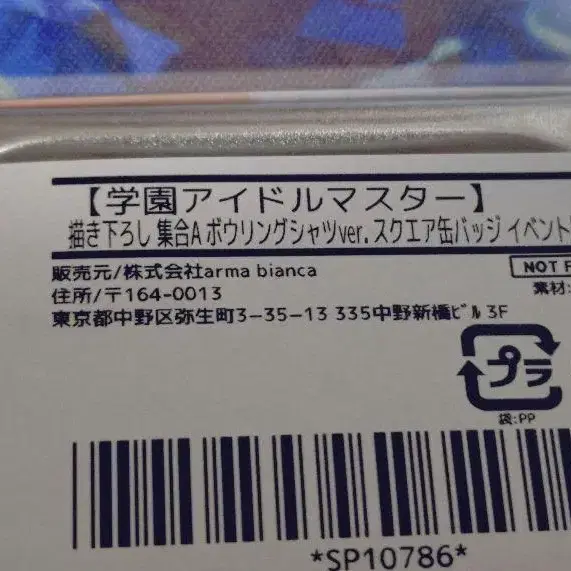 【学園アイドルマスター】
描き下ろし 集合A ボウリングシャツver. スクエア缶バッジ イベント
販売元/株式会社arma bianca
NOT F
住所/〒164-0013
素材:
東京都中野区弥生町3-35-13 335中野新橋ﾋﾞﾙ 3F
プラ
袋:PP
*SP10786*